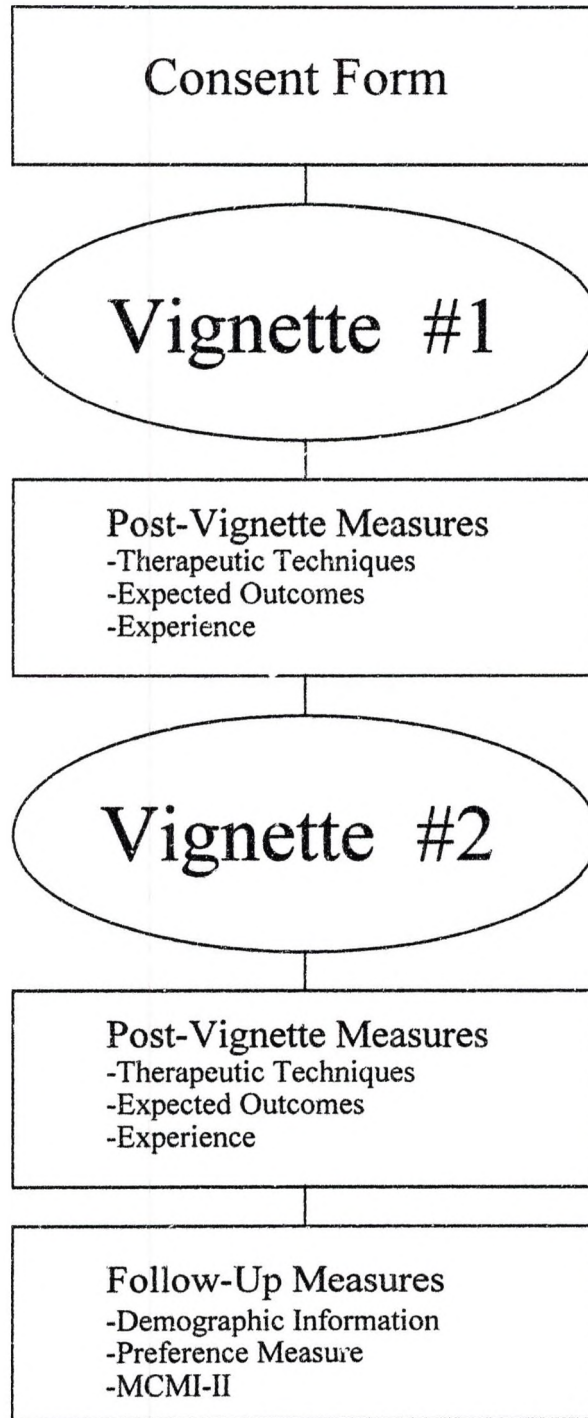 Consent Form
Vignette #1
Post-Vignette Measures
-Therapeutic Techniques
-Expected Outcomes
-Experience
Vignette #2
Post-Vignette Measures
-Therapeutic Techniques
-Expected Outcomes
-Experience
Follow-Up Measures
-Demographic Information
-Preference Measure
-MCMI-II